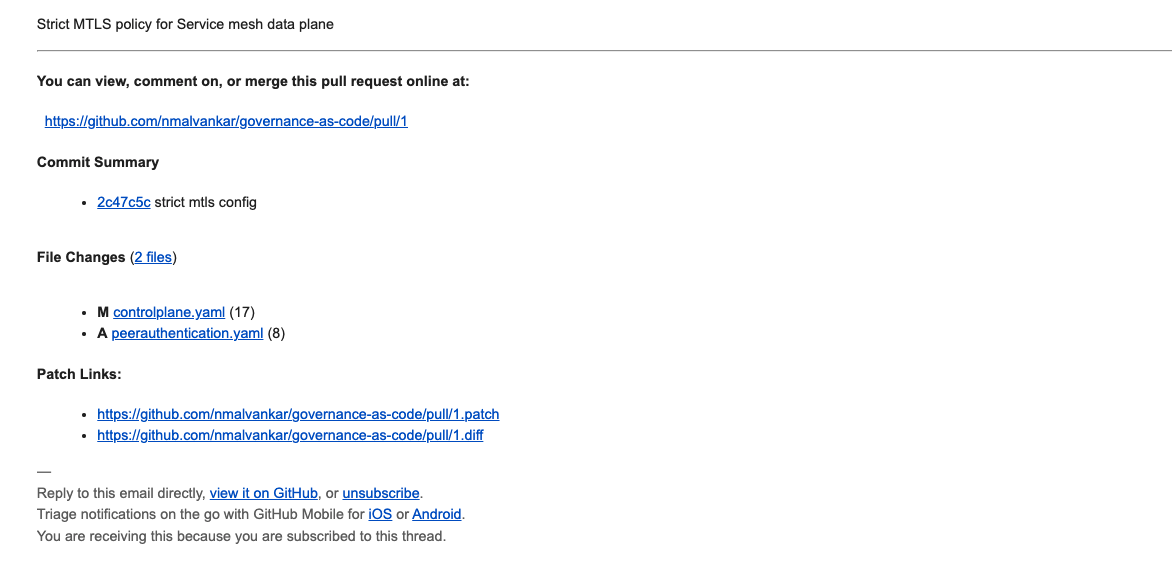 Strict MTLS policy for Service mesh data plane
You can view, comment on, or merge this pull request online at:
https://github.com/nmalvankar/governance-as-code/pull/1
Commit Summary
• 2c47c5c strict mtls config
File Changes (2 files)
• M controlplane.yaml (17)
• A peerauthentication.yaml (8)
Patch Links:
• https://github.com/nmalvankar/governance-as-code/pull/1.patch
• https://github.com/nmalvankar/governance-as-code/pull/1.diff
—
Reply to this email directly, view it on GitHub, or unsubscribe.
Triage notifications on the go with GitHub Mobile for iOS or Android.
You are receiving this because you are subscribed to this thread.